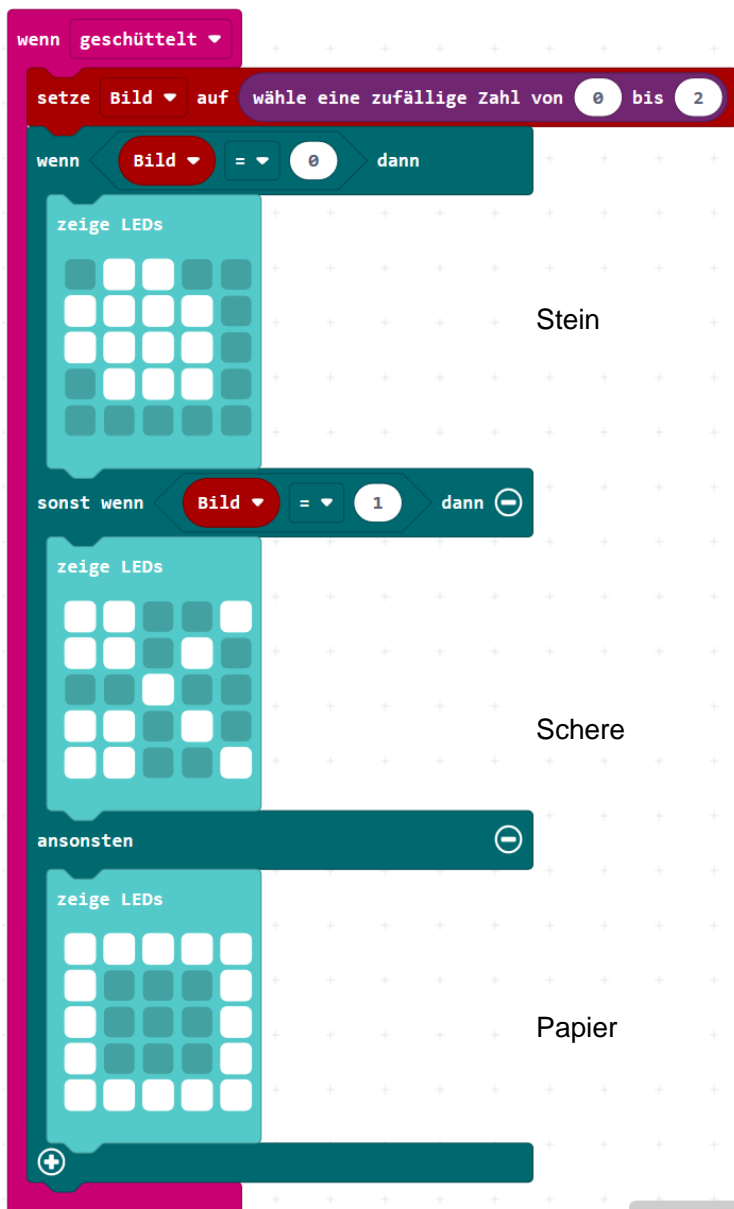 wenn geschüttelt
setze Bild auf wähle eine zufällige Zahl von 0 bis 2
wenn Bild = 0 dann
zeige LEDs
Stein
sonst wenn Bild = 1 dann
zeige LEDs
Schere
ansonsten
zeige LEDs
Papier